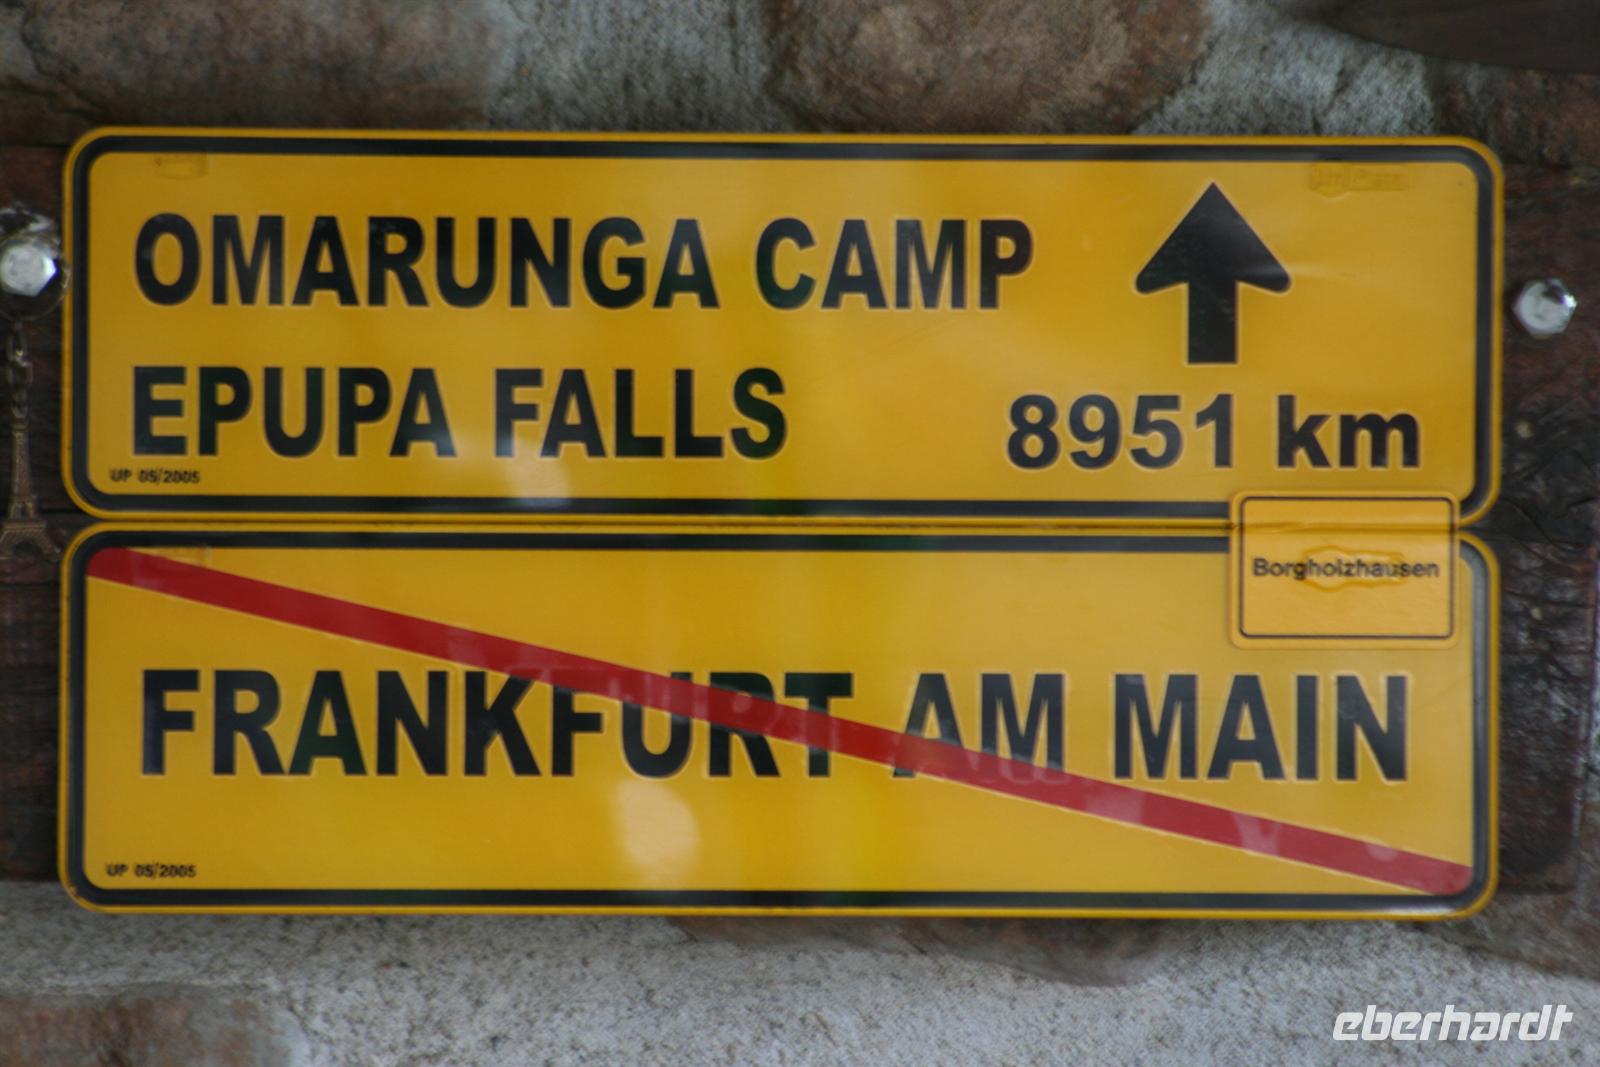 OMARUNGA CAMP
EPUPA FALLS
8951 km
UP 05/2005
Borgholzhausen
FRANKFURT AM MAIN
UP 05/2005
eberhardt